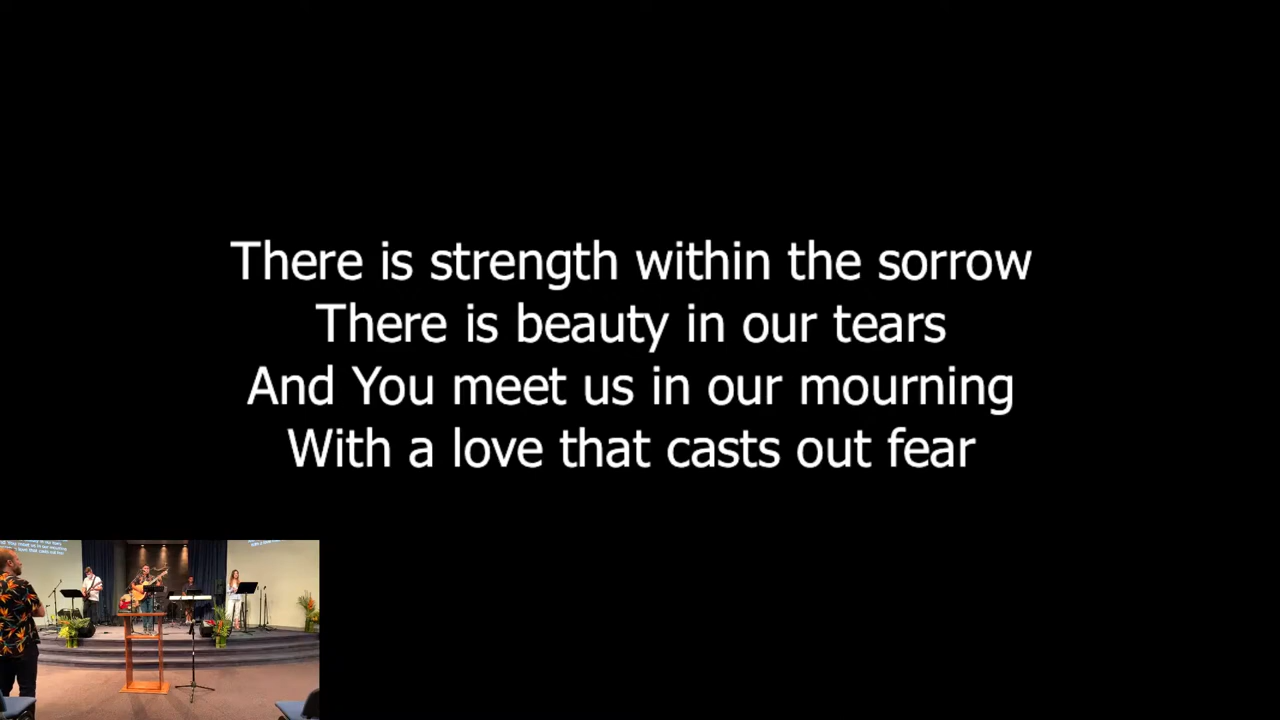 There is strength within the sorrow
There is beauty in our tears
And You meet us in our mourning
With a love that casts out fear